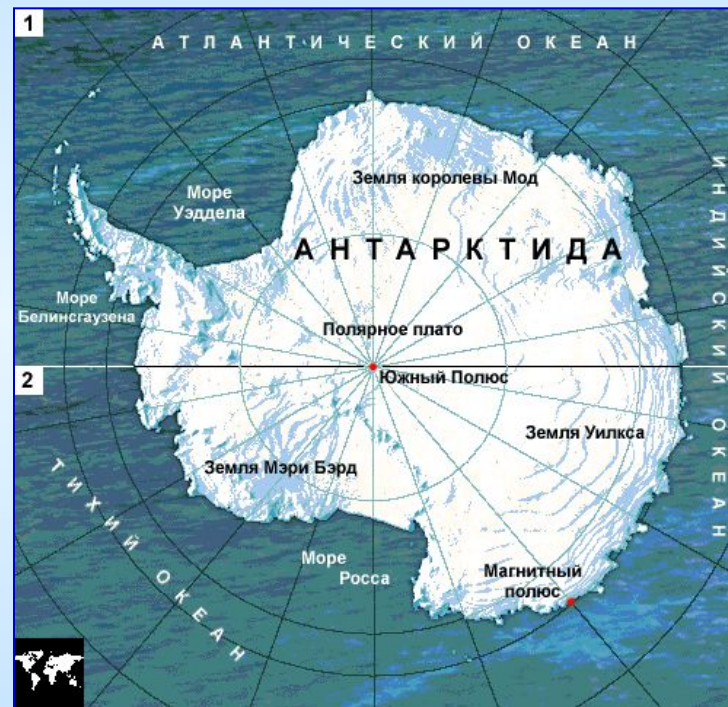 1
АТЛАНТИЧЕСКИЙ ОКЕАН
ИНДИЙСКИЙ ОКЕАН
Земля королевы Мод
Море
Уэддела
АНТАРКТИДА
Море
Белинсгаузена
Полярное плато
2
Южный Полюс
Земля Уилкса
Земля Мэри Бэрд
ТИХИЙ ОКЕАН
Море
Росса
Магнитный
полюс